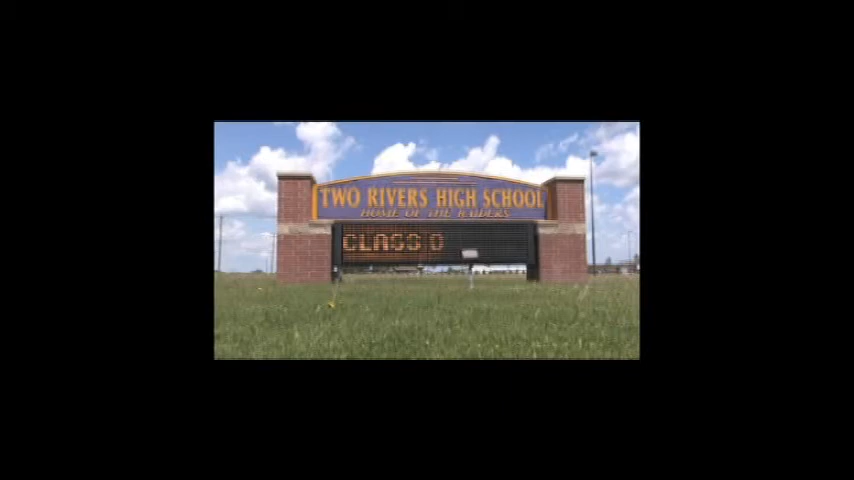 TWO RIVERS HIGH SCHOOL
HOME OF THE RAIDERS
CLASS O